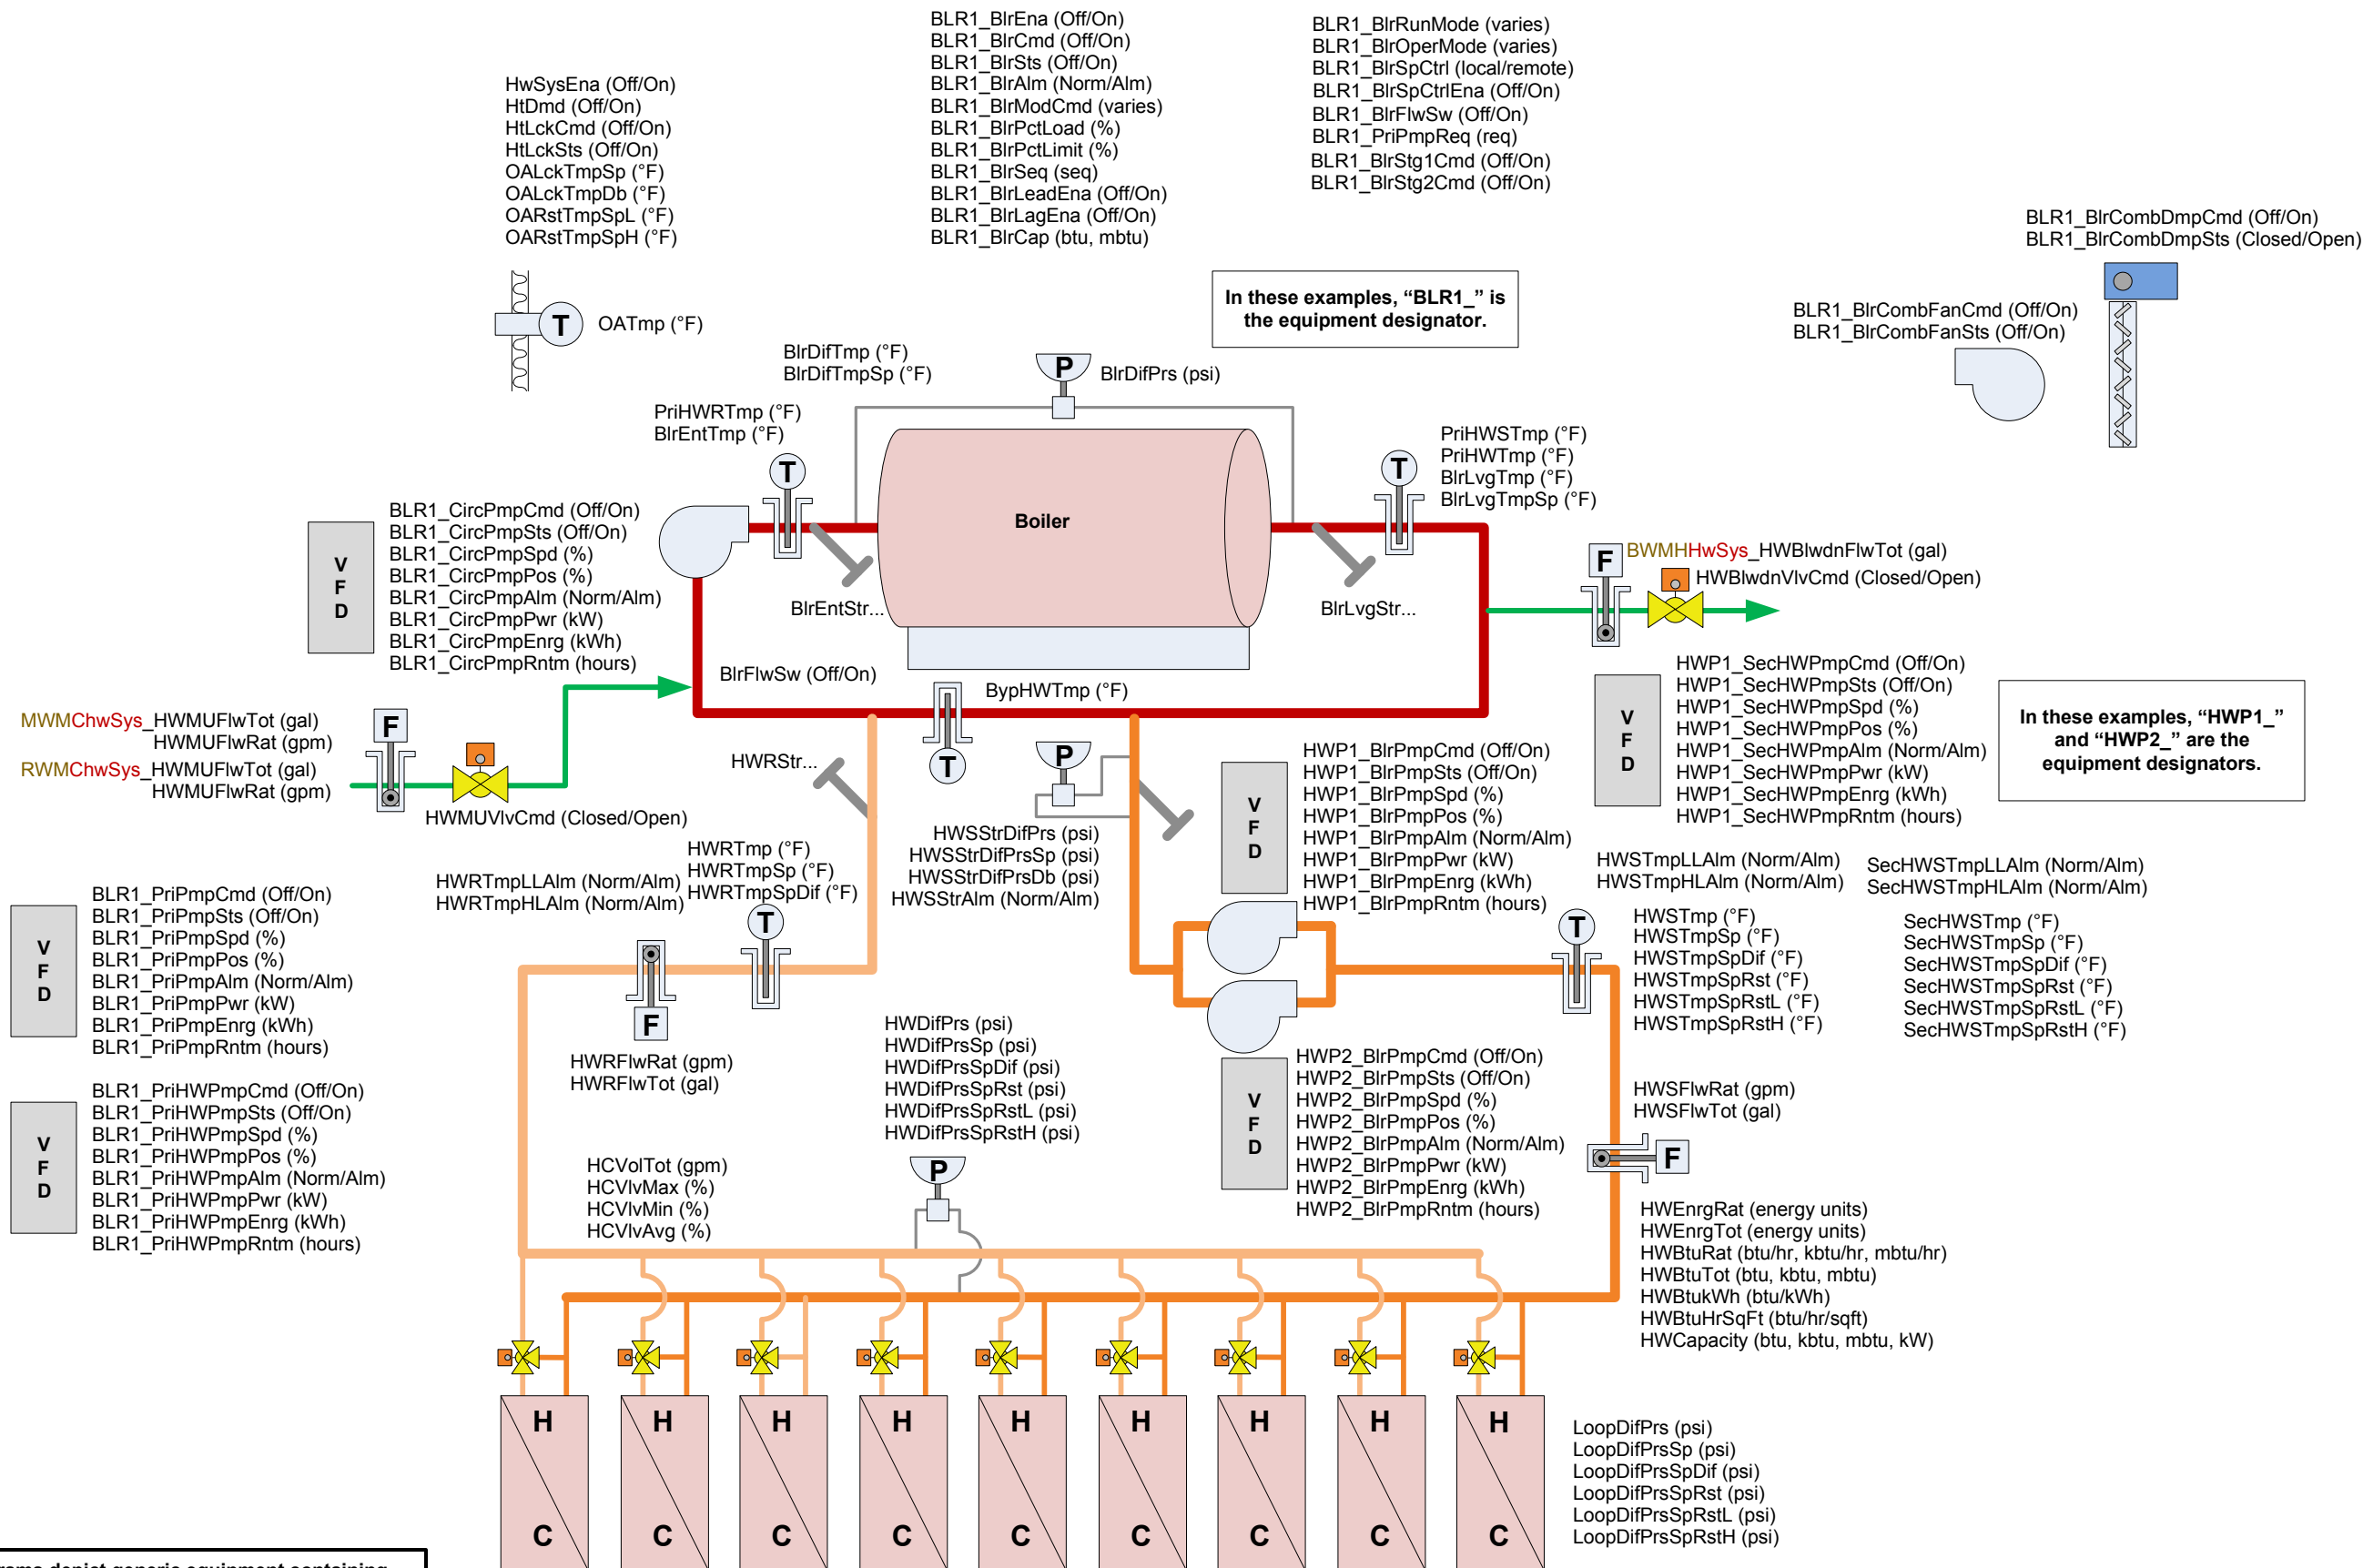 BLR1_BlrEna (Off/On)
BLR1_BlrCmd (Off/On)
BLR1_BlrSts (Off/On)
BLR1_BlrAlm (Norm/Alm)
BLR1_BlrModCmd (varies)
BLR1_BlrPctLoad (%)
BLR1_BlrPctLimit (%)
BLR1_BlrSeq (seq)
BLR1_BlrLeadEna (Off/On)
BLR1_BlrLagEna (Off/On)
BLR1_BlrCap (btu, mbtu)
BLR1_BlrRunMode (varies)
BLR1_BlrOperMode (varies)
BLR1_BlrSpCtrl (local/remote)
BLR1_BlrSpCtrlEna (Off/On)
BLR1_BlrFlwSw (Off/On)
BLR1_PriPmpReq (req)
BLR1_BlrStg1Cmd (Off/On)
BLR1_BlrStg2Cmd (Off/On)
HwSysEna (Off/On)
HtDmd (Off/On)
HtLckCmd (Off/On)
HtLckSts (Off/On)
OALckTmpSp (°F)
OALckTmpDb (°F)
OARstTmpSpL (°F)
OARstTmpSpH (°F)
BLR1_BlrCombDmpCmd (Off/On)
BLR1_BlrCombDmpSts (Closed/Open)
T
OATmp (°F)
In these examples, “BLR1_” is
the equipment designator.
BLR1_BlrCombFanCmd (Off/On)
BLR1_BlrCombFanSts (Off/On)
BlrDifTmp (°F)
BlrDifTmpSp (°F)
P
BlrDifPrs (psi)
PriHWRTmp (°F)
BlrEntTmp (°F)
T
PriHWSTmp (°F)
PriHWTmp (°F)
BlrLvgTmp (°F)
BlrLvgTmpSp (°F)
T
Boiler
V
F
D
BLR1_CircPmpCmd (Off/On)
BLR1_CircPmpSts (Off/On)
BLR1_CircPmpSpd (%)
BLR1_CircPmpPos (%)
BLR1_CircPmpAlm (Norm/Alm)
BLR1_CircPmpPwr (kW)
BLR1_CircPmpEnrg (kWh)
BLR1_CircPmpRntm (hours)
BlrEntStr...
BlrLvgStr...
F
BWMHHwSys_HWBlwdnFlwTot (gal)
HWBlwdnVlvCmd (Closed/Open)
BlrFlwSw (Off/On)
BypHWTmp (°F)
T
V
F
D
HWP1_SecHWPmpCmd (Off/On)
HWP1_SecHWPmpSts (Off/On)
HWP1_SecHWPmpSpd (%)
HWP1_SecHWPmpPos (%)
HWP1_SecHWPmpAlm (Norm/Alm)
HWP1_SecHWPmpPwr (kW)
HWP1_SecHWPmpEnrg (kWh)
HWP1_SecHWPmpRntm (hours)
In these examples, “HWP1_”
and “HWP2_” are the
equipment designators.
MWMChwSys_HWMUFlwTot (gal)
HWMUFlwRat (gpm)
RWMChwSys_HWMUFlwTot (gal)
HWMUFlwRat (gpm)
F
HWMUVlvCmd (Closed/Open)
HWRStr...
P
HWSStrDifPrs (psi)
HWSStrDifPrsSp (psi)
HWSStrDifPrsDb (psi)
HWSStrAlm (Norm/Alm)
V
F
D
HWP1_BlrPmpCmd (Off/On)
HWP1_BlrPmpSts (Off/On)
HWP1_BlrPmpSpd (%)
HWP1_BlrPmpPos (%)
HWP1_BlrPmpAlm (Norm/Alm)
HWP1_BlrPmpPwr (kW)
HWP1_BlrPmpEnrg (kWh)
HWP1_BlrPmpRntm (hours)
HWRTmp (°F)
HWRTmpSp (°F)
HWRTmpSpDif (°F)
HWRTmpLLAlm (Norm/Alm)
HWRTmpHLAlm (Norm/Alm)
T
HWSTmpLLAlm (Norm/Alm)
HWSTmpHLAlm (Norm/Alm)
SecHWSTmpLLAlm (Norm/Alm)
SecHWSTmpHLAlm (Norm/Alm)
T
HWSTmp (°F)
HWSTmpSp (°F)
HWSTmpSpDif (°F)
HWSTmpSpRst (°F)
HWSTmpSpRstL (°F)
HWSTmpSpRstH (°F)
SecHWSTmp (°F)
SecHWSTmpSp (°F)
SecHWSTmpSpDif (°F)
SecHWSTmpSpRst (°F)
SecHWSTmpSpRstL (°F)
SecHWSTmpSpRstH (°F)
V
F
D
BLR1_PriPmpCmd (Off/On)
BLR1_PriPmpSts (Off/On)
BLR1_PriPmpSpd (%)
BLR1_PriPmpPos (%)
BLR1_PriPmpAlm (Norm/Alm)
BLR1_PriPmpPwr (kW)
BLR1_PriPmpEnrg (kWh)
BLR1_PriPmpRntm (hours)
F
HWRFlwRat (gpm)
HWRFlwTot (gal)
HWDifPrs (psi)
HWDifPrsSp (psi)
HWDifPrsSpDif (psi)
HWDifPrsSpRst (psi)
HWDifPrsSpRstL (psi)
HWDifPrsSpRstH (psi)
P
V
F
D
HWP2_BlrPmpCmd (Off/On)
HWP2_BlrPmpSts (Off/On)
HWP2_BlrPmpSpd (%)
HWP2_BlrPmpPos (%)
HWP2_BlrPmpAlm (Norm/Alm)
HWP2_BlrPmpPwr (kW)
HWP2_BlrPmpEnrg (kWh)
HWP2_BlrPmpRntm (hours)
HWSFlwRat (gpm)
HWSFlwTot (gal)
F
V
F
D
BLR1_PriHWPmpCmd (Off/On)
BLR1_PriHWPmpSts (Off/On)
BLR1_PriHWPmpSpd (%)
BLR1_PriHWPmpPos (%)
BLR1_PriHWPmpAlm (Norm/Alm)
BLR1_PriHWPmpPwr (kW)
BLR1_PriHWPmpEnrg (kWh)
BLR1_PriHWPmpRntm (hours)
HCVolTot (gpm)
HCVlvMax (%)
HCVlvMin (%)
HCVlvAvg (%)
HWEnrgRat (energy units)
HWEnrgTot (energy units)
HWBtuRat (btu/hr, kbtu/hr, mbtu/hr)
HWBtuTot (btu, kbtu, mbtu)
HWBtukWh (btu/kWh)
HWBtuHrSqFt (btu/hr/sqft)
HWCapacity (btu, kbtu, mbtu, kW)
H H H H H H H H H
C C C C C C C C C
LoopDifPrs (psi)
LoopDifPrsSp (psi)
LoopDifPrsSpDif (psi)
LoopDifPrsSpRst (psi)
LoopDifPrsSpRstL (psi)
LoopDifPrsSpRstH (psi)
depict generic equipment containing